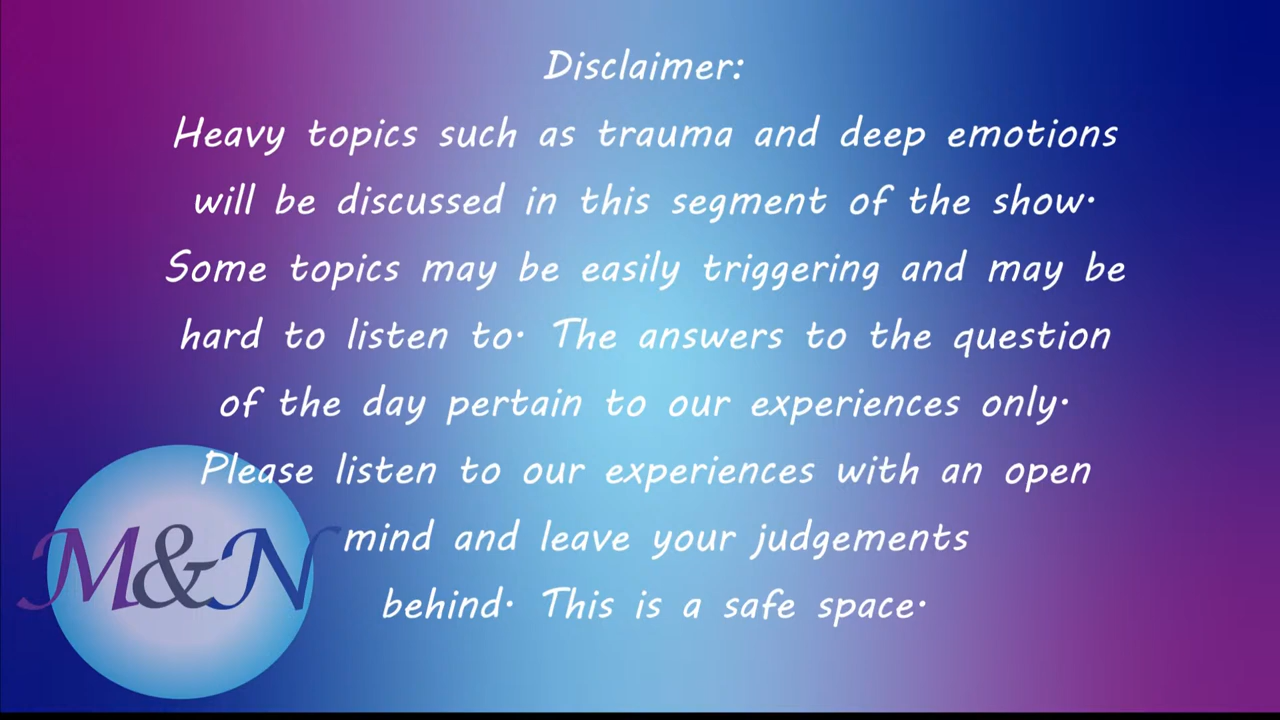 Disclaimer:
Heavy topics such as trauma and deep emotions
will be discussed in this segment of the show.
Some topics may be easily triggering and may be
hard to listen to. The answers to the question
of the day pertain to our experiences only.
Please listen to our experiences with an open
mind and leave your judgements
behind. This is a safe space.
M&N